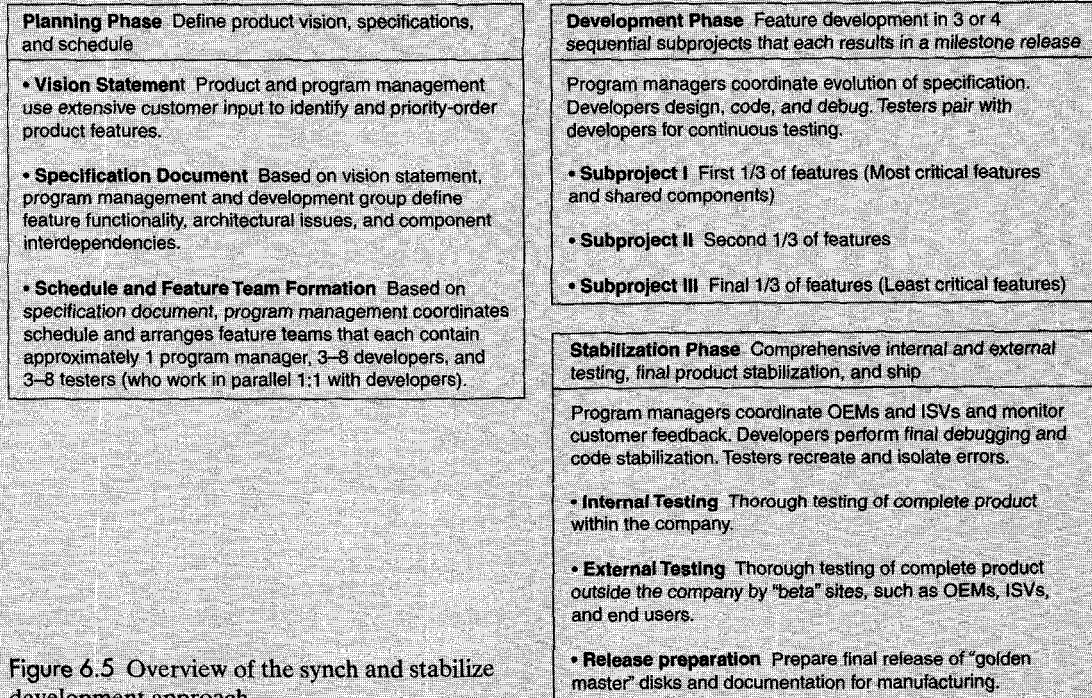 Planning Phase Define product vision, specifications,
and schedule
• Vision Statement Product and program management
use extensive customer input to identify and priority-order
product features.
• Specification Document Based on vision statement,
program management and development group define
feature functionality, architectural issues, and component
interdependencies.
• Schedule and Feature Team Formation Based on
specification document, program management coordinates
schedule and arranges feature teams that each contain
approximately 1 program manager, 3–8 developers, and
3–8 testers (who work in parallel 1:1 with developers).
Development Phase Feature development in 3 or 4
sequential subprojects that each results in a milestone release
Program managers coordinate evolution of specification.
Developers design, code, and debug. Testers pair with
developers for continuous testing.
• Subproject I First 1/3 of features (Most critical features
and shared components)
• Subproject II Second 1/3 of features
• Subproject III Final 1/3 of features (Least critical features)
Stabilization Phase Comprehensive internal and external
testing, final product stabilization, and ship
Program managers coordinate OEMs and ISVs and monitor
customer feedback. Developers perform final debugging and
code stabilization. Testers recreate and isolate errors.
• Internal Testing Thorough testing of complete product
within the company.
• External Testing Thorough testing of complete product
outside the company by "beta" sites, such as OEMs, ISVs,
and end users.
• Release preparation Prepare final release of "golden
master" disks and documentation for manufacturing.
Figure 6.5 Overview of the synch and stabilize
development approach